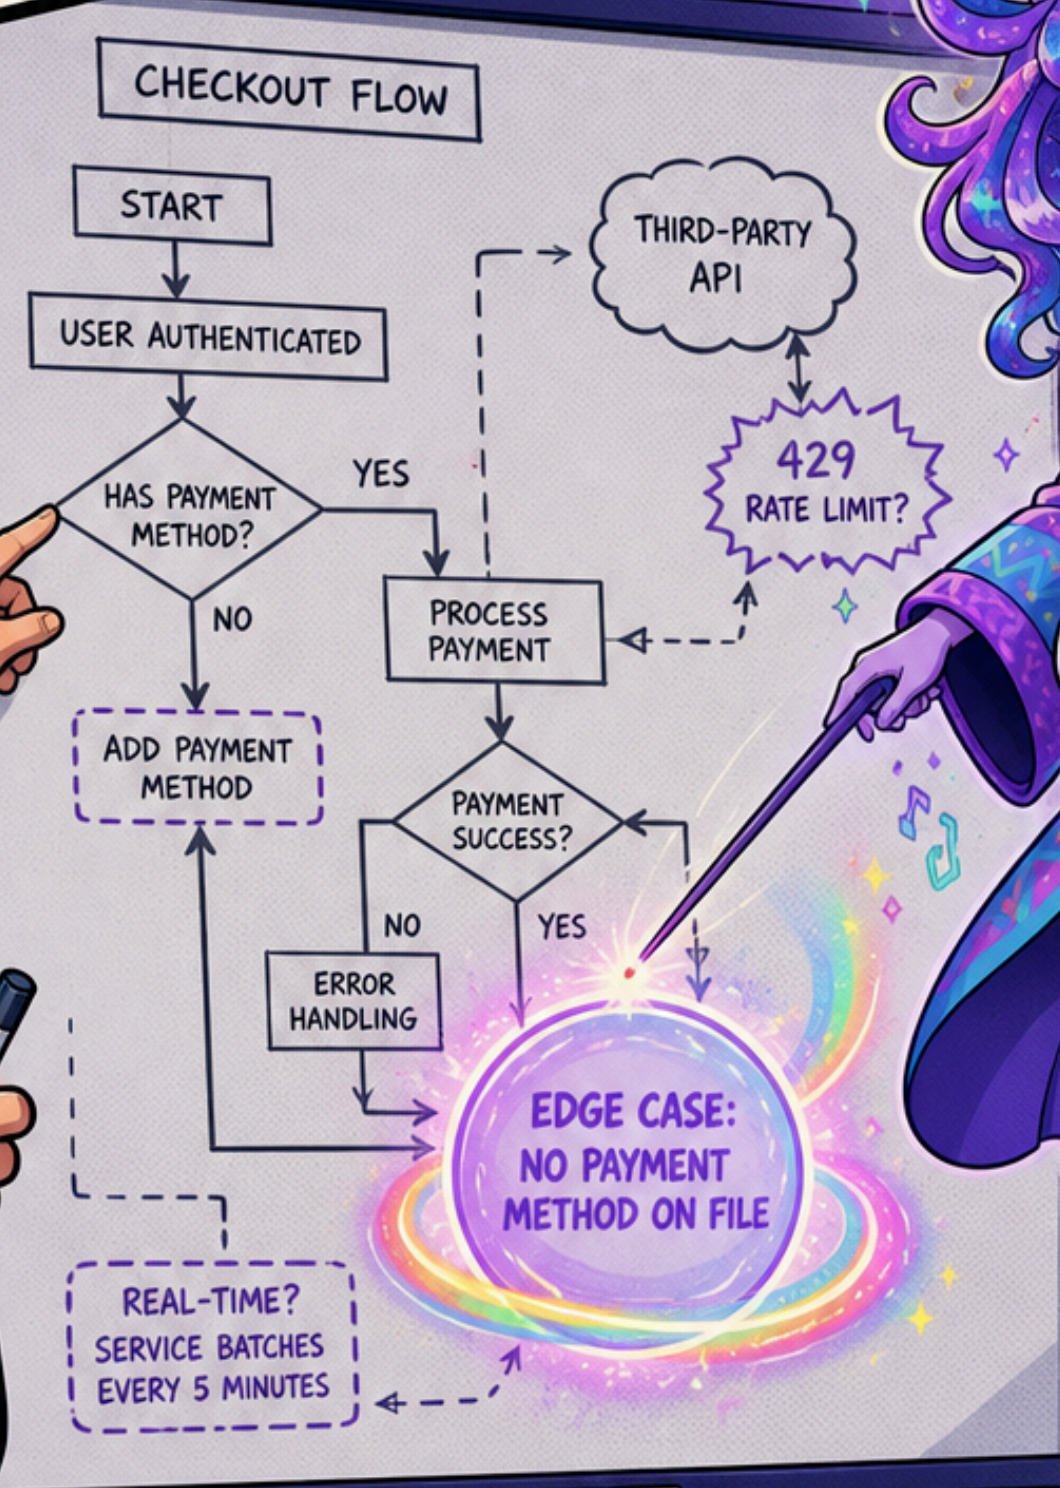 CHECKOUT FLOW
START
USER AUTHENTICATED
HAS PAYMENT
METHOD?
YES
NO
ADD PAYMENT
METHOD
THIRD-PARTY
API
429
RATE LIMIT?
PROCESS
PAYMENT
PAYMENT
SUCCESS?
NO
YES
ERROR
HANDLING
EDGE CASE:
NO PAYMENT
METHOD ON FILE
REAL-TIME?
SERVICE BATCHES
EVERY 5 MINUTES